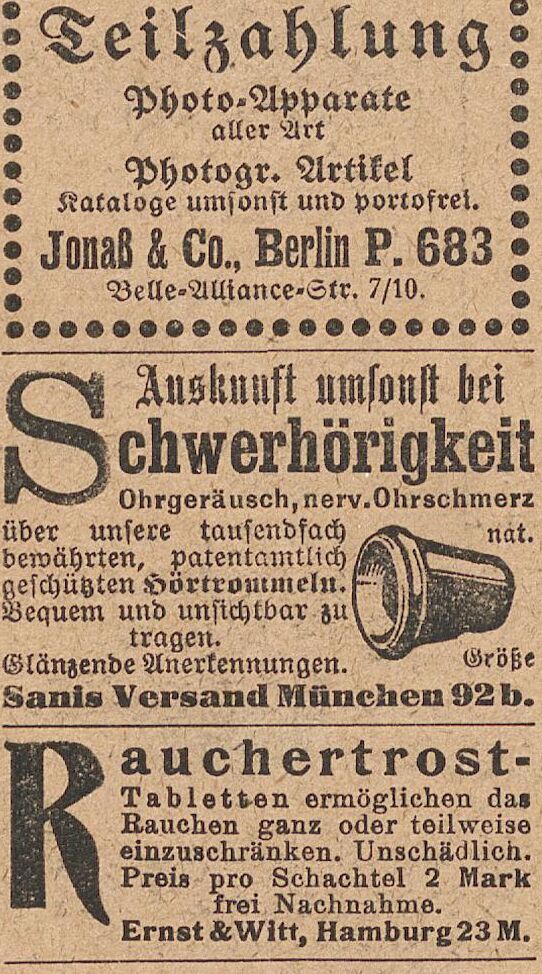 Teilzahlung
Photo-Apparate
aller Art
Photogr. Artikel
Kataloge umsonst und portofrei.
Jonaß & Co., Berlin P. 683
Belle-Alliance-Str. 7/10.
Auskunft umsonst bei
Schwerhörigkeit
Ohrgeräusch, nerv. Ohrschmerz
über unsere tausendfach
bewährten, patentamtlich
geschützten Hörtrommeln.
Bequem und unsichtbar zu
tragen.
Glänzende Anerkennungen.
nat.
Größe
Sanis Versand München 92 b.
Rauchertrost-
Tabletten ermöglichen das
Rauchen ganz oder teilweise
einzuschränken. Unschädlich.
Preis pro Schachtel 2 Mark
frei Nachnahme.
Ernst & Witt, Hamburg 23 M.